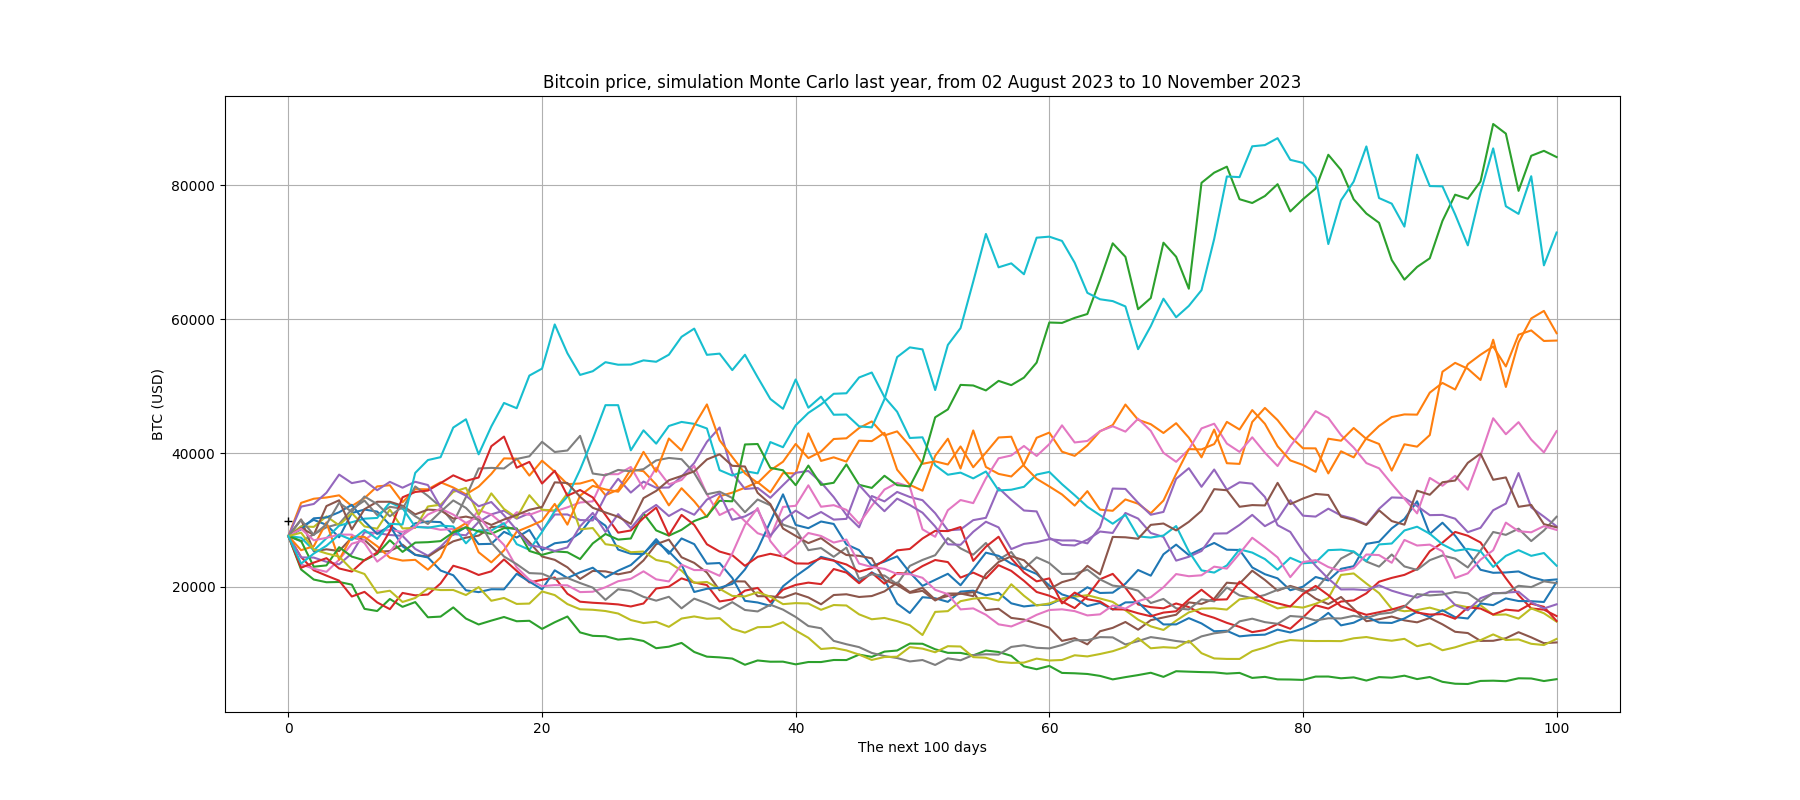 Bitcoin price, simulation Monte Carlo last year, from 02 August 2023 to 10 November 2023
80000
60000
40000
20000
BTC (USD)
0 20 40 60 80 100
The next 100 days